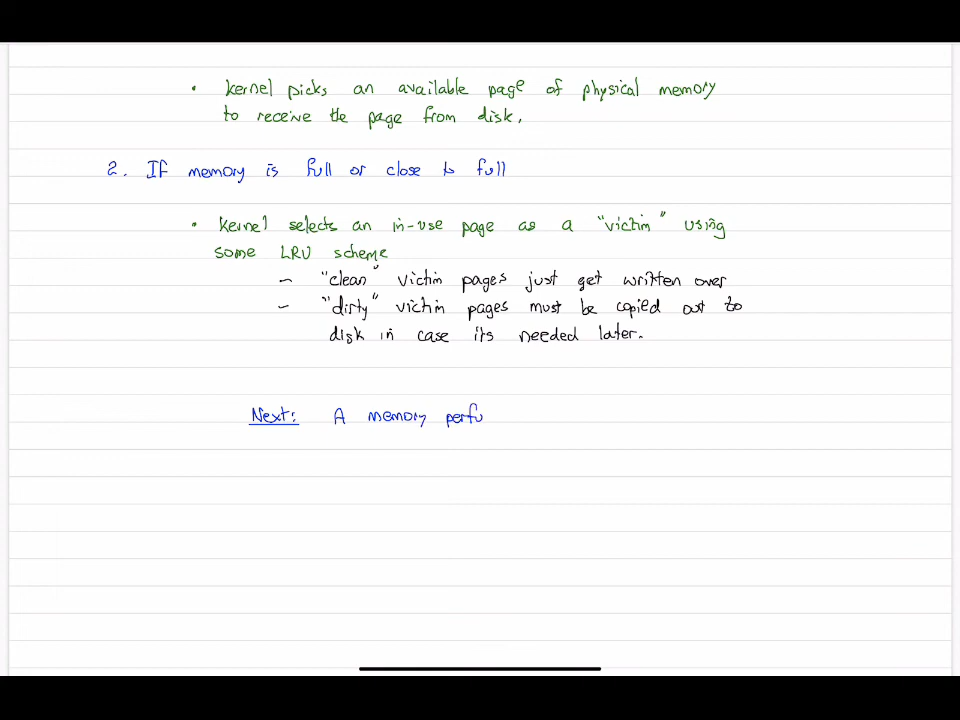 • kernel picks an available page of physical memory
to receive the page from disk.
2. If memory is full or close to full
• kernel selects an in-use page as a "victim" using
some LRU scheme
- "clean" victim pages just get written over
- "dirty" victim pages must be copied out to
disk in case its needed later.
Next: A memory perfu